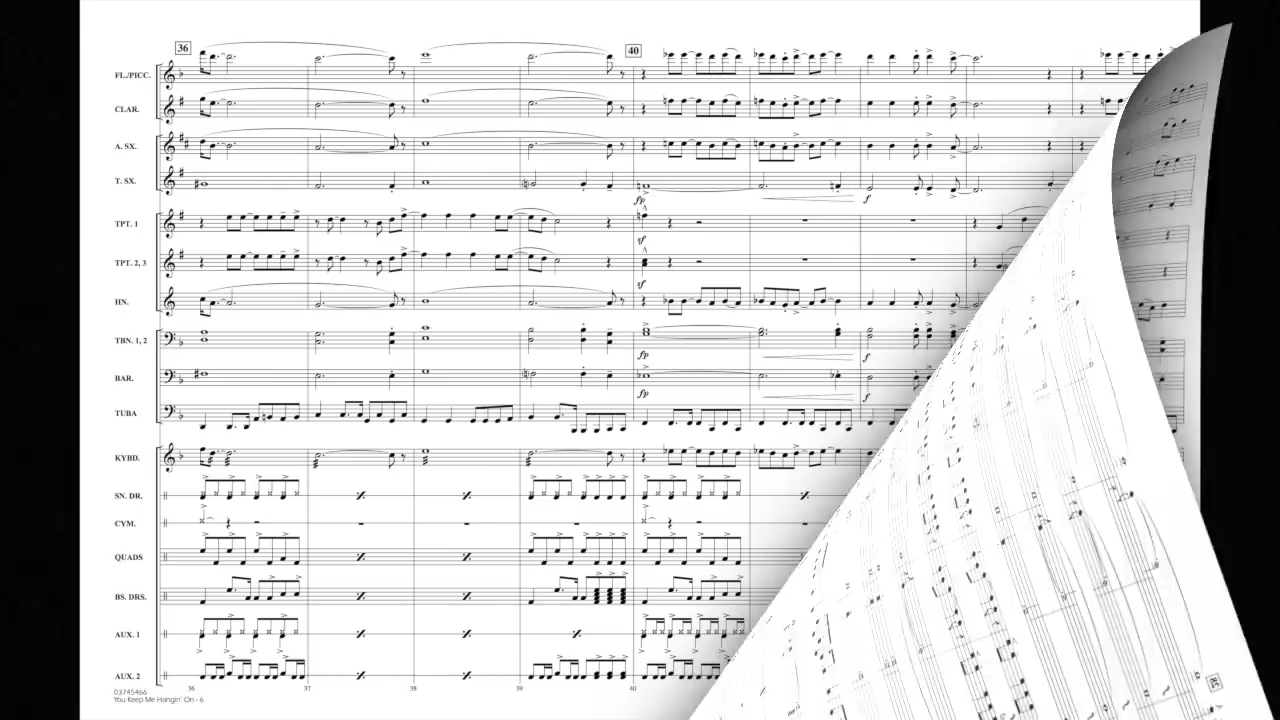 36 40
FL./PICC.
CLAR.
A. SX.
T. SX.
fp f
TPT. 1
sf
TPT. 2, 3
sf
HN.
TBN. 1, 2
fp f
BAR.
fp f
TUBA
KYBD.
SN. DR.
CYM.
QUADS
BS. DRS.
AUX. 1
AUX. 2
36 37 38 39 40
03745466
You Keep Me Hangin' On - 6